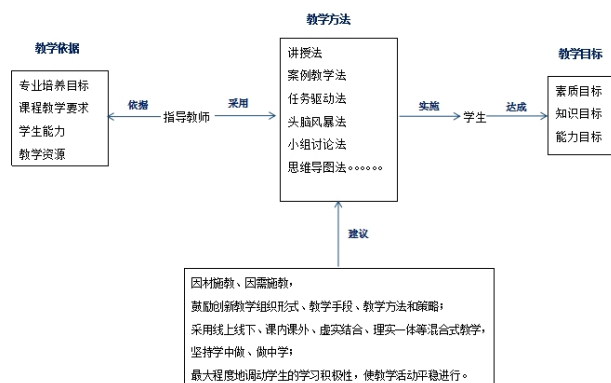 教学方法
教学依据
教学目标
专业培养目标
课程教学要求
学生能力
教学资源
依据
指导教师
采用
讲授法
案例教学法
任务驱动法
头脑风暴法
小组讨论法
思维导图法。。。。。。
实施
学生
达成
素质目标
知识目标
能力目标
建议
因材施教、因需施教，
鼓励创新教学组织形式、教学手段、教学方法和策略；
采用线上线下、课内课外、虚实结合、理实一体等混合式教学，
坚持学中做、做中学；
最大程度地调动学生的学习积极性，使教学活动平稳进行。